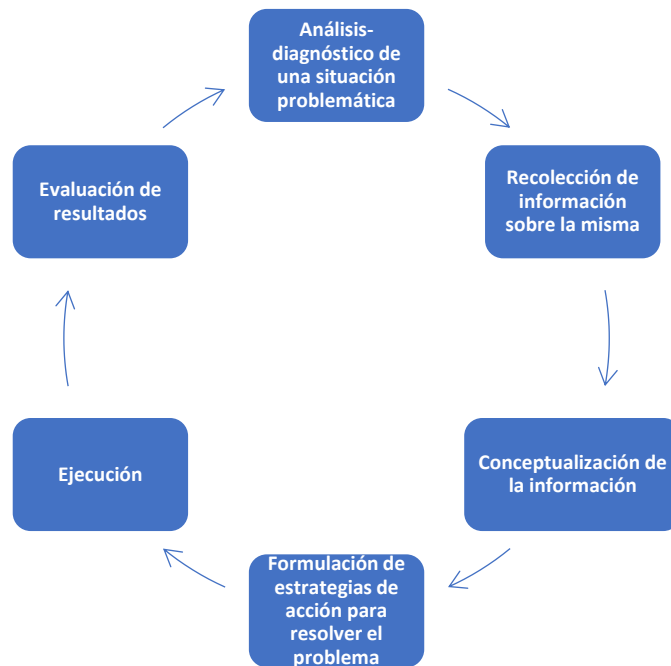 Análisis-
diagnóstico de
una situación
problemática
Recolección de
información
sobre la misma
Conceptualización de
la información
Formulación de
estrategias de
acción para
resolver el
problema
Ejecución
Evaluación de
resultados